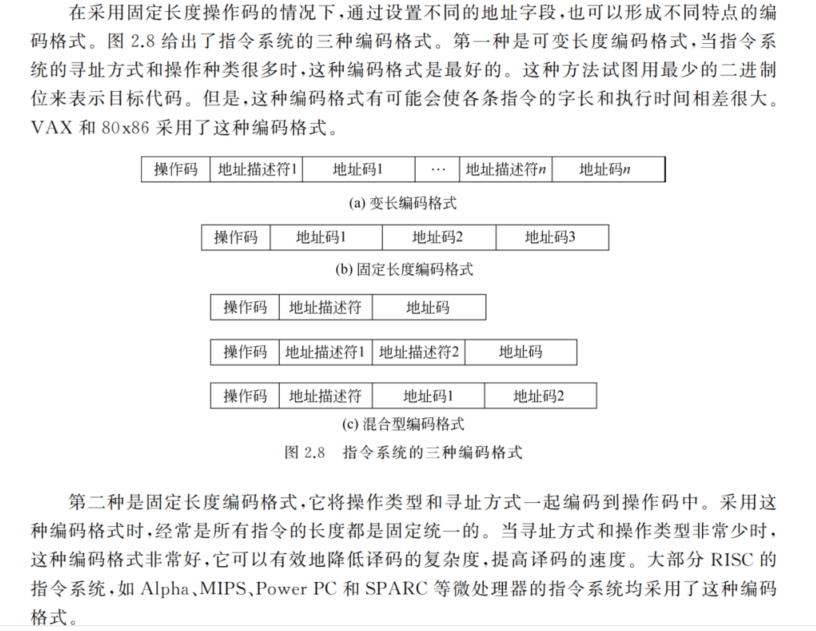 在采用固定长度操作码的情况下,通过设置不同的地址字段,也可以形成不同特点的编
码格式。图 2.8 给出了指令系统的三种编码格式。第一种是可变长度编码格式,当指令系
统的寻址方式和操作种类很多时,这种编码格式是最好的。这种方法试图用最少的二进制
位来表示目标代码。但是,这种编码格式有可能会使各条指令的字长和执行时间相差很大。
VAX 和 80x86 采用了这种编码格式。
操作码 地址描述符1 地址码1 … 地址描述符n 地址码n
(a) 变长编码格式
操作码 地址码1 地址码2 地址码3
(b) 固定长度编码格式
操作码 地址描述符 地址码
操作码 地址描述符1 地址描述符2 地址码
操作码 地址描述符 地址码1 地址码2
(c) 混合型编码格式
图 2.8 指令系统的三种编码格式
第二种是固定长度编码格式,它将操作类型和寻址方式一起编码到操作码中。采用这
种编码格式时,经常是所有指令的长度都是固定统一的。当寻址方式和操作类型非常少时,
这种编码格式非常好,它可以有效地降低译码的复杂度,提高译码的速度。大部分 RISC 的
指令系统,如 Alpha、MIPS、Power PC 和 SPARC 等微处理器的指令系统均采用了这种编码
格式。